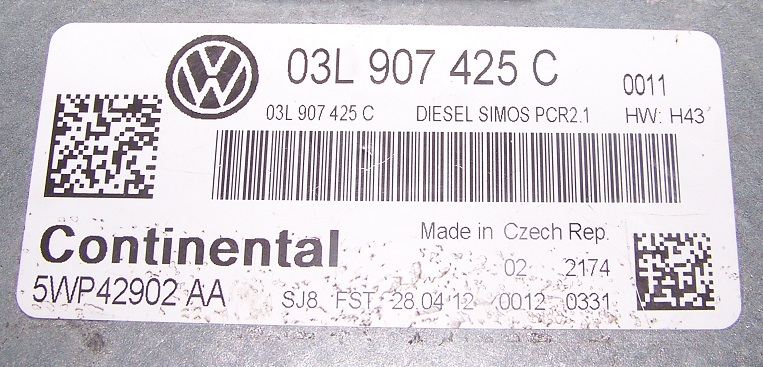 03L 907 425 C 0011
03L 907 425 C DIESEL SIMOS PCR2.1 HW: H43
Continental Made in Czech Rep.
02 2174
5WP42902 AA SJ8 FST 28.04.12 0012 0331